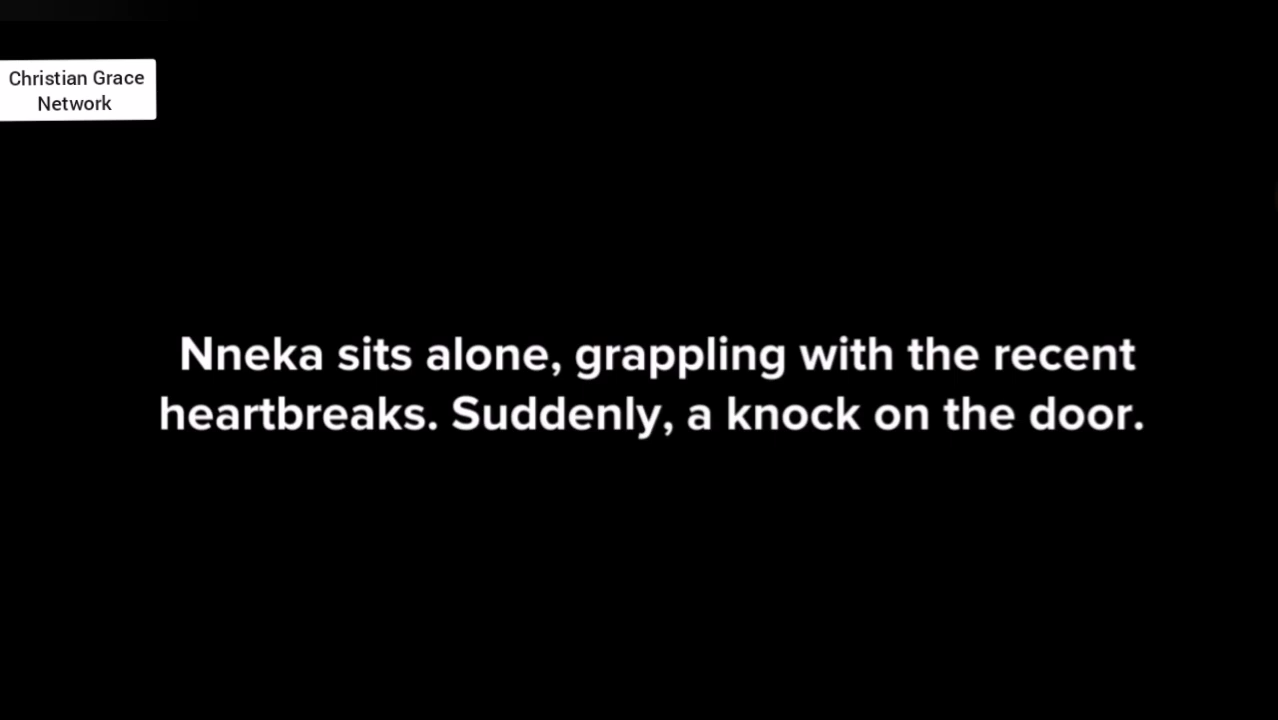 Christian Grace
Network
Nneka sits alone, grappling with the recent
heartbreaks. Suddenly, a knock on the door.